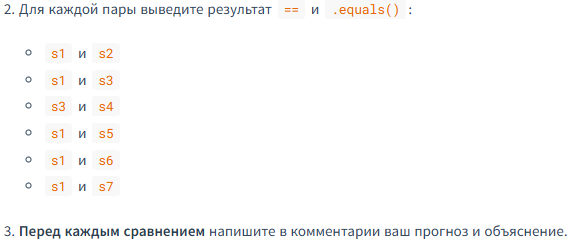 2. Для каждой пары выведите результат == и .equals() :
s1 и s2
s1 и s3
s3 и s4
s1 и s5
s1 и s6
s1 и s7
3. Перед каждым сравнением напишите в комментарии ваш прогноз и объяснение.